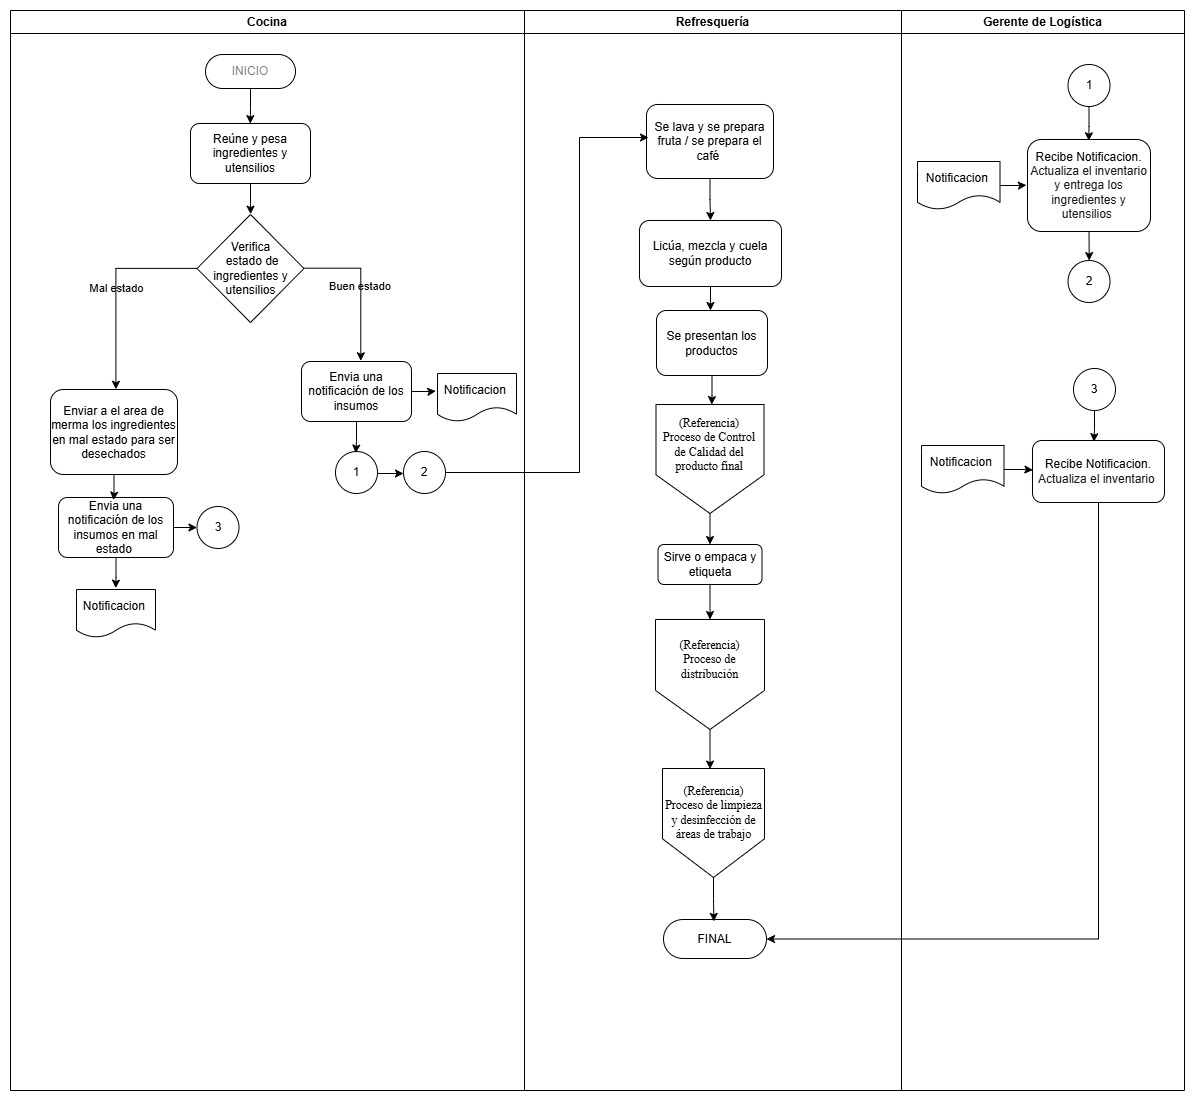 Cocina
Refresquería
Gerente de Logística
INICIO
Reúne y pesa
ingredientes y
utensilios
Verifica
estado de
ingredientes y
utensilios
Mal estado
Buen estado
Enviar a el area de
merma los ingredientes
en mal estado para ser
desechados
Envia una
notificación de los
insumos en mal
estado
3
Notificacion
Envia una
notificación de los
insumos
Notificacion
1
2
Se lava y se prepara
fruta / se prepara el
café
Licúa, mezcla y cuela
según producto
Se presentan los
productos
(Referencia)
Proceso de Control
de Calidad del
producto final
Sirve o empaca y
etiqueta
(Referencia)
Proceso de
distribución
(Referencia)
Proceso de limpieza
y desinfección de
áreas de trabajo
FINAL
1
Notificacion
Recibe Notificacion.
Actualiza el inventario
y entrega los
ingredientes y
utensilios
2
3
Notificacion
Recibe Notificacion.
Actualiza el inventario